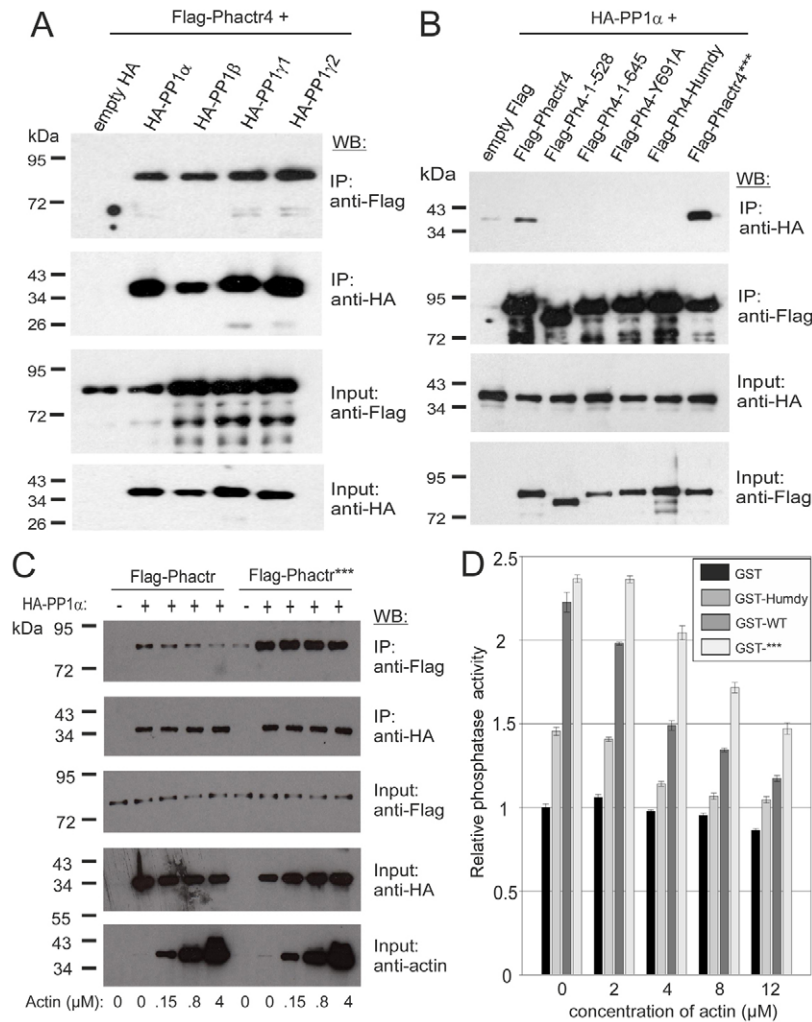 A
Flag-Phactr4 +
empty HA
HA-PP1α
HA-PP1β
HA-PP1γ1
HA-PP1γ2
kDa
WB:
95
72
IP:
anti-Flag
43
34
26
IP:
anti-HA
95
72
Input:
anti-Flag
43
34
26
Input:
anti-HA
B
HA-PP1α +
empty Flag
Flag-Phactr4
Flag-Ph4-1-528
Flag-Ph4-1-645
Flag-Ph4-Y691A
Flag-Ph4-Humdy
Flag-Phactr4***
kDa
WB:
43
34
IP:
anti-HA
95
72
IP:
anti-Flag
43
34
Input:
anti-HA
95
72
Input:
anti-Flag
C
Flag-Phactr Flag-Phactr***
HA-PP1α: - + + + + - + + + +
kDa
WB:
95
72
IP:
anti-Flag
43
34
IP:
anti-HA
95
72
Input:
anti-Flag
43
34
Input:
anti-HA
55
43
34
Input:
anti-actin
Actin (µM): 0 0 .15 .8 4 0 0 .15 .8 4
D
GST
GST-Humdy
GST-WT
GST-***
Relative phosphatase activity
2.5
2
1.5
1
0.5
0
0 2 4 8 12
concentration of actin (µM)